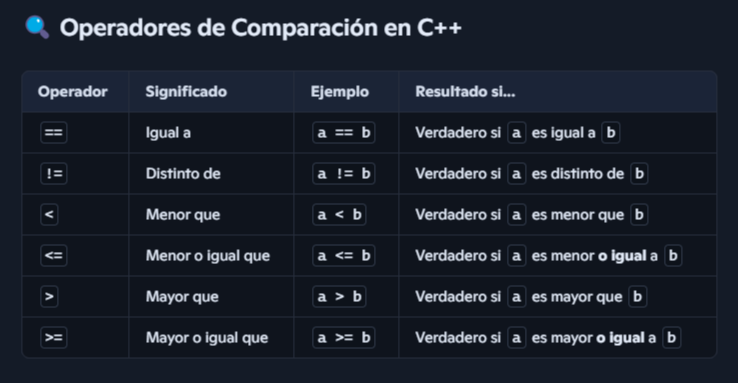 🔍 Operadores de Comparación en C++
Operador Significado Ejemplo Resultado si...
== Igual a a == b Verdadero si a es igual a b
!= Distinto de a != b Verdadero si a es distinto de b
< Menor que a < b Verdadero si a es menor que b
<= Menor o igual que a <= b Verdadero si a es menor o igual a b
> Mayor que a > b Verdadero si a es mayor que b
>= Mayor o igual que a >= b Verdadero si a es mayor o igual a b